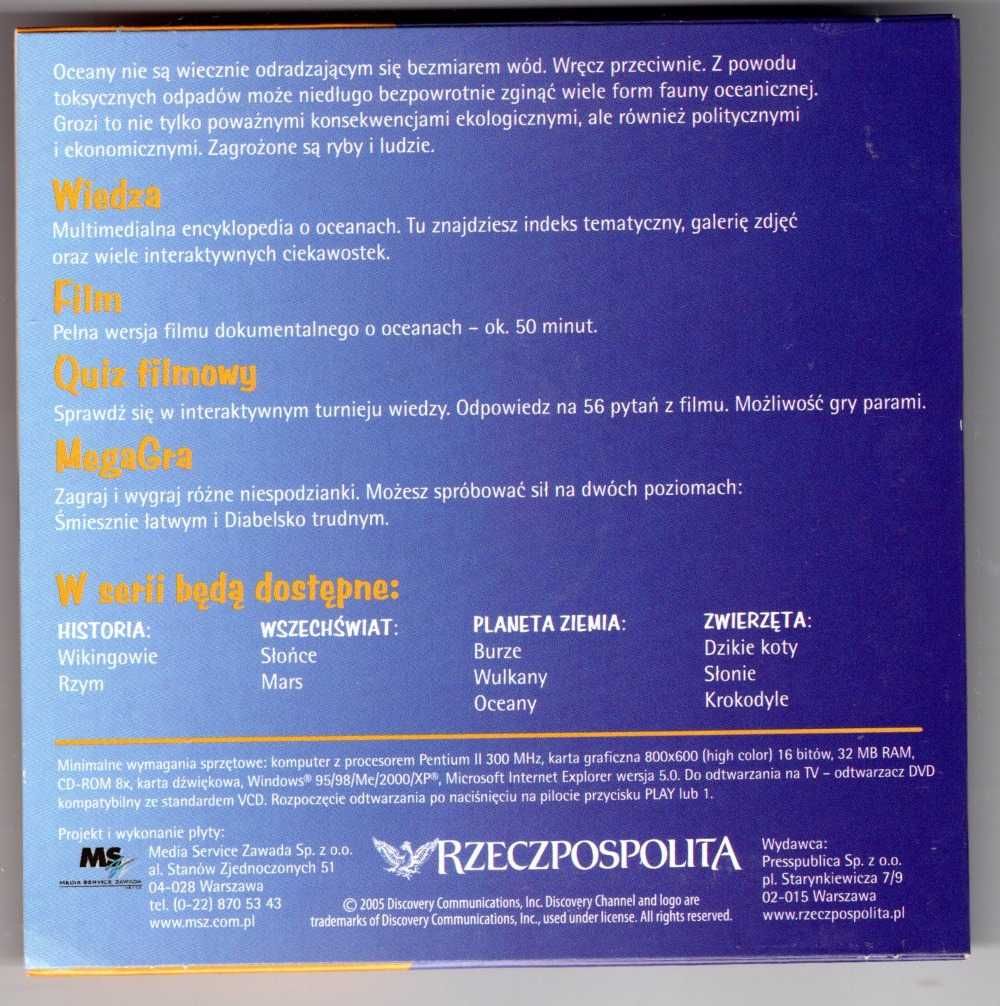 Oceany nie są wiecznie odradzającym się bezmiarem wód. Wręcz przeciwnie. Z powodu
toksycznych odpadów może niedługo bezpowrotnie zginąć wiele form fauny oceanicznej.
Grozi to nie tylko poważnymi konsekwencjami ekologicznymi, ale również politycznymi
i ekonomicznymi. Zagrożone są ryby i ludzie.
Wiedza
Multimedialna encyklopedia o oceanach. Tu znajdziesz indeks tematyczny, galerię zdjęć
oraz wiele interaktywnych ciekawostek.
Film
Pełna wersja filmu dokumentalnego o oceanach – ok. 50 minut.
Quiz filmowy
Sprawdź się w interaktywnym turnieju wiedzy. Odpowiedz na 56 pytań z filmu. Możliwość gry parami.
MegaGra
Zagraj i wygraj różne niespodzianki. Możesz spróbować sił na dwóch poziomach:
Śmiesznie łatwym i Diabelsko trudnym.
W serii będą dostępne:
HISTORIA:
Wikingowie
Rzym
WSZECHŚWIAT:
Słońce
Mars
PLANETA ZIEMIA:
Burze
Wulkany
Oceany
ZWIERZĘTA:
Dzikie koty
Słonie
Krokodyle
Minimalne wymagania sprzętowe: komputer z procesorem Pentium II 300 MHz, karta graficzna 800x600 (high color) 16 bitów, 32 MB RAM,
CD-ROM 8x, karta dźwiękowa, Windows® 95/98/Me/2000/XP®, Microsoft Internet Explorer wersja 5.0. Do odtwarzania na TV – odtwarzacz DVD
kompatybilny ze standardem VCD. Rozpoczęcie odtwarzania po naciśnięciu na pilocie przycisku PLAY lub 1.
Projekt i wykonanie płyty:
MS
MEDIA SERVICE ZAWADA
Media Service Zawada Sp. z o.o.
al. Stanów Zjednoczonych 51
04-028 Warszawa
tel. (0-22) 870 53 43
www.msz.com.pl
RZECZPOSPOLITA
© 2005 Discovery Communications, Inc. Discovery Channel and logo are
trademarks of Discovery Communications, Inc., used under license. All rights reserved.
Wydawca:
Presspublica Sp. z o.o.
pl. Starynkiewicza 7/9
02-015 Warszawa
www.rzeczpospolita.pl